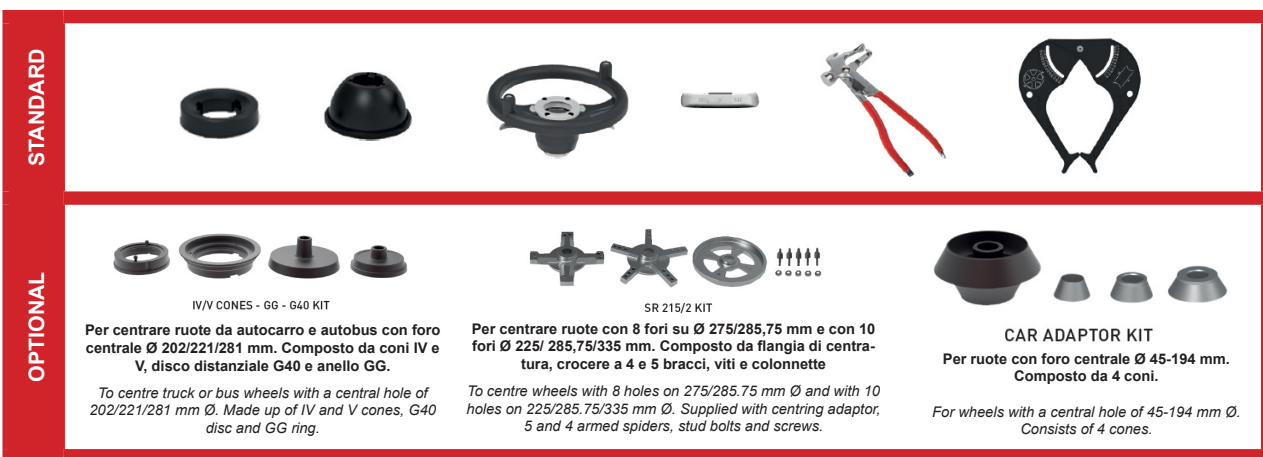 STANDARD
OPTIONAL
IV/V CONES - GG - G40 KIT
Per centrare ruote da autocarro e autobus con foro
centrale Ø 202/221/281 mm. Composto da coni IV e
V, disco distanziale G40 e anello GG.
To centre truck or bus wheels with a central hole of
202/221/281 mm Ø. Made up of IV and V cones, G40
disc and GG ring.
SR 215/2 KIT
Per centrare ruote con 8 fori su Ø 275/285,75 mm e con 10
fori Ø 225/ 285,75/335 mm. Composto da flangia di centra-
tura, crocere a 4 e 5 bracci, viti e colonnette
To centre wheels with 8 holes on 275/285.75 mm Ø and with 10
holes on 225/285.75/335 mm Ø. Supplied with centring adaptor,
5 and 4 armed spiders, stud bolts and screws.
CAR ADAPTOR KIT
Per ruote con foro centrale Ø 45-194 mm.
Composto da 4 coni.
For wheels with a central hole of 45-194 mm Ø.
Consists of 4 cones.